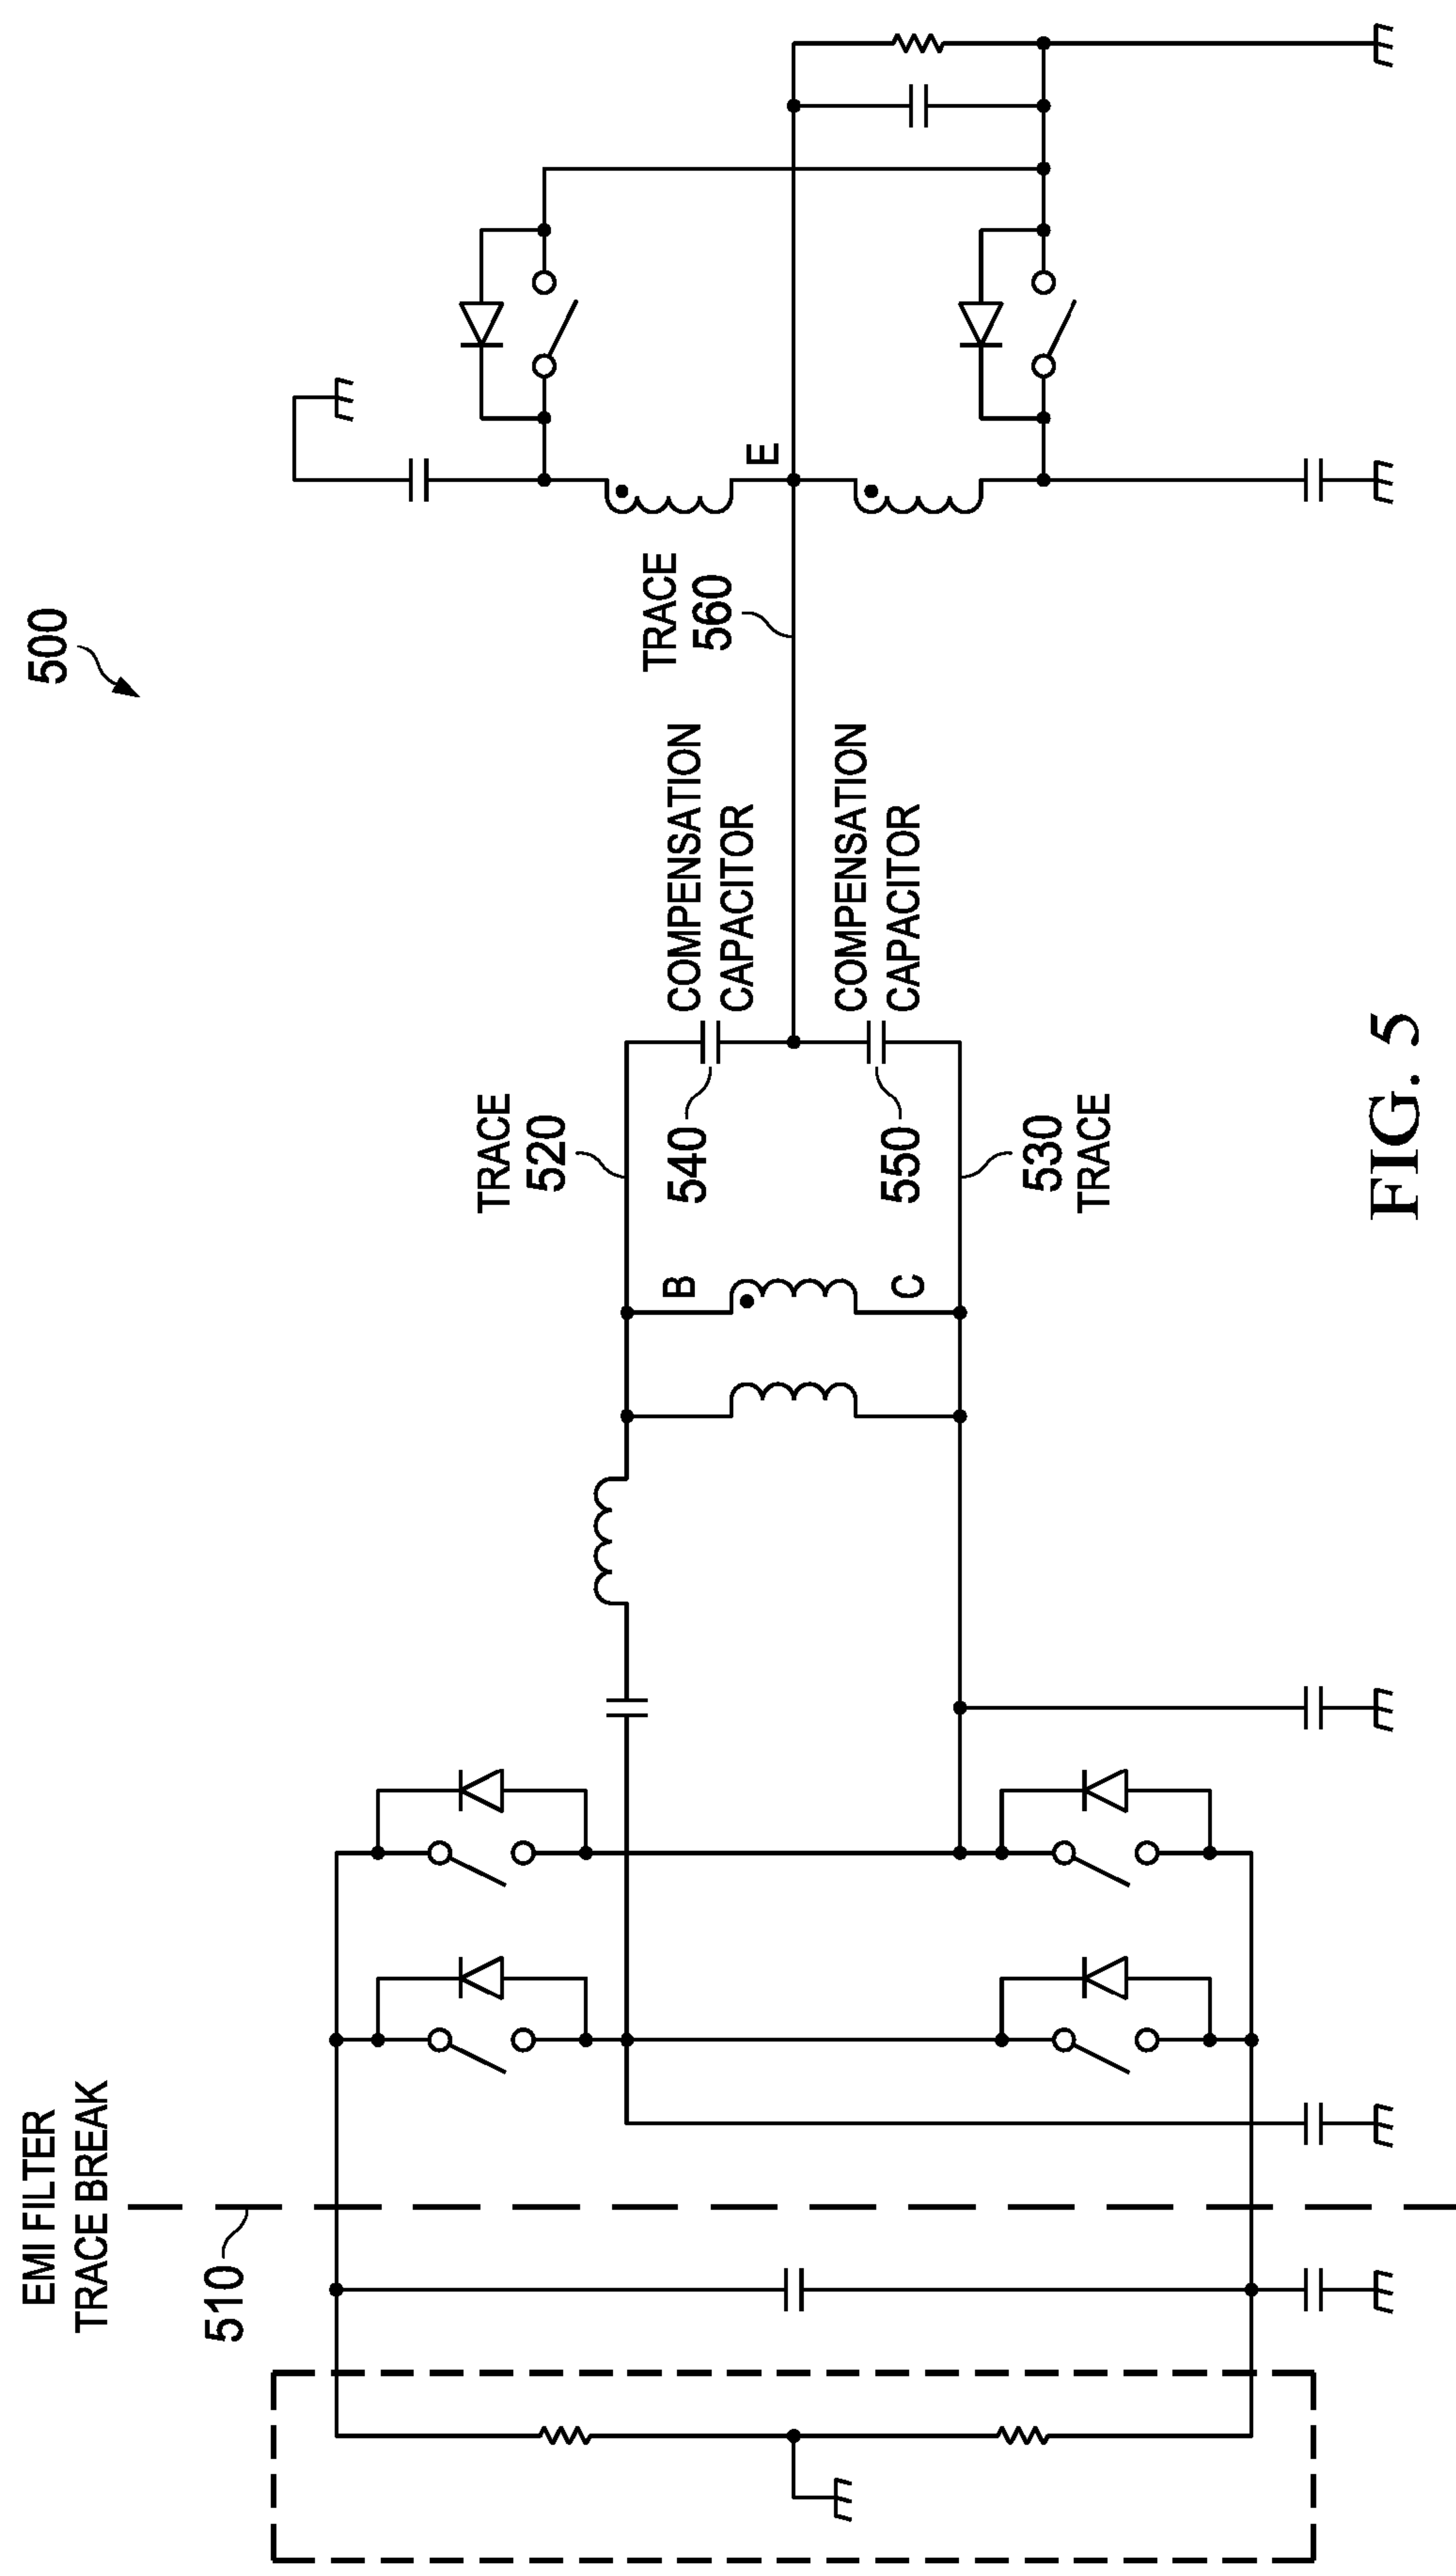 500
EMI FILTER
TRACE BREAK
510
TRACE
520
B
540
COMPENSATION
CAPACITOR
TRACE
560
E
C
550
COMPENSATION
CAPACITOR
530
TRACE
FIG. 5